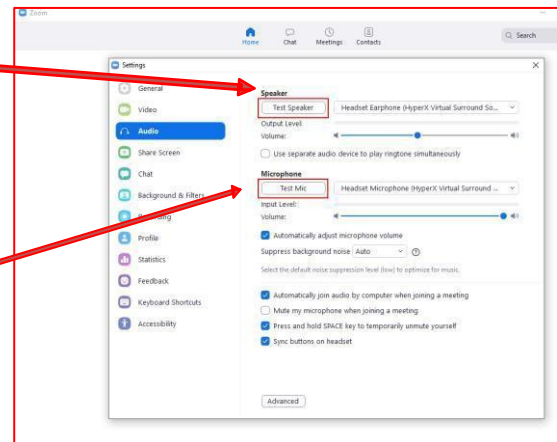 Zoom
Home Chat Meetings Contacts Search
Settings
General
Video
Audio
Share Screen
Chat
Background & Filters
Profile
Statistics
Feedback
Keyboard Shortcuts
Accessibility
Speaker
Test Speaker Headset Earphone (HyperX Virtual Surround So...
Output Level:
Volume:
Use separate audio device to play ringtone simultaneously
Microphone
Test Mic Headset Microphone (HyperX Virtual Surround ...
Input Level:
Volume:
Automatically adjust microphone volume
Suppress background noise Auto
Select the default noise suppression level (low) to optimize for music.
Automatically join audio by computer when joining a meeting
Mute my microphone when joining a meeting
Press and hold SPACE key to temporarily unmute yourself
Sync buttons on headset
Advanced